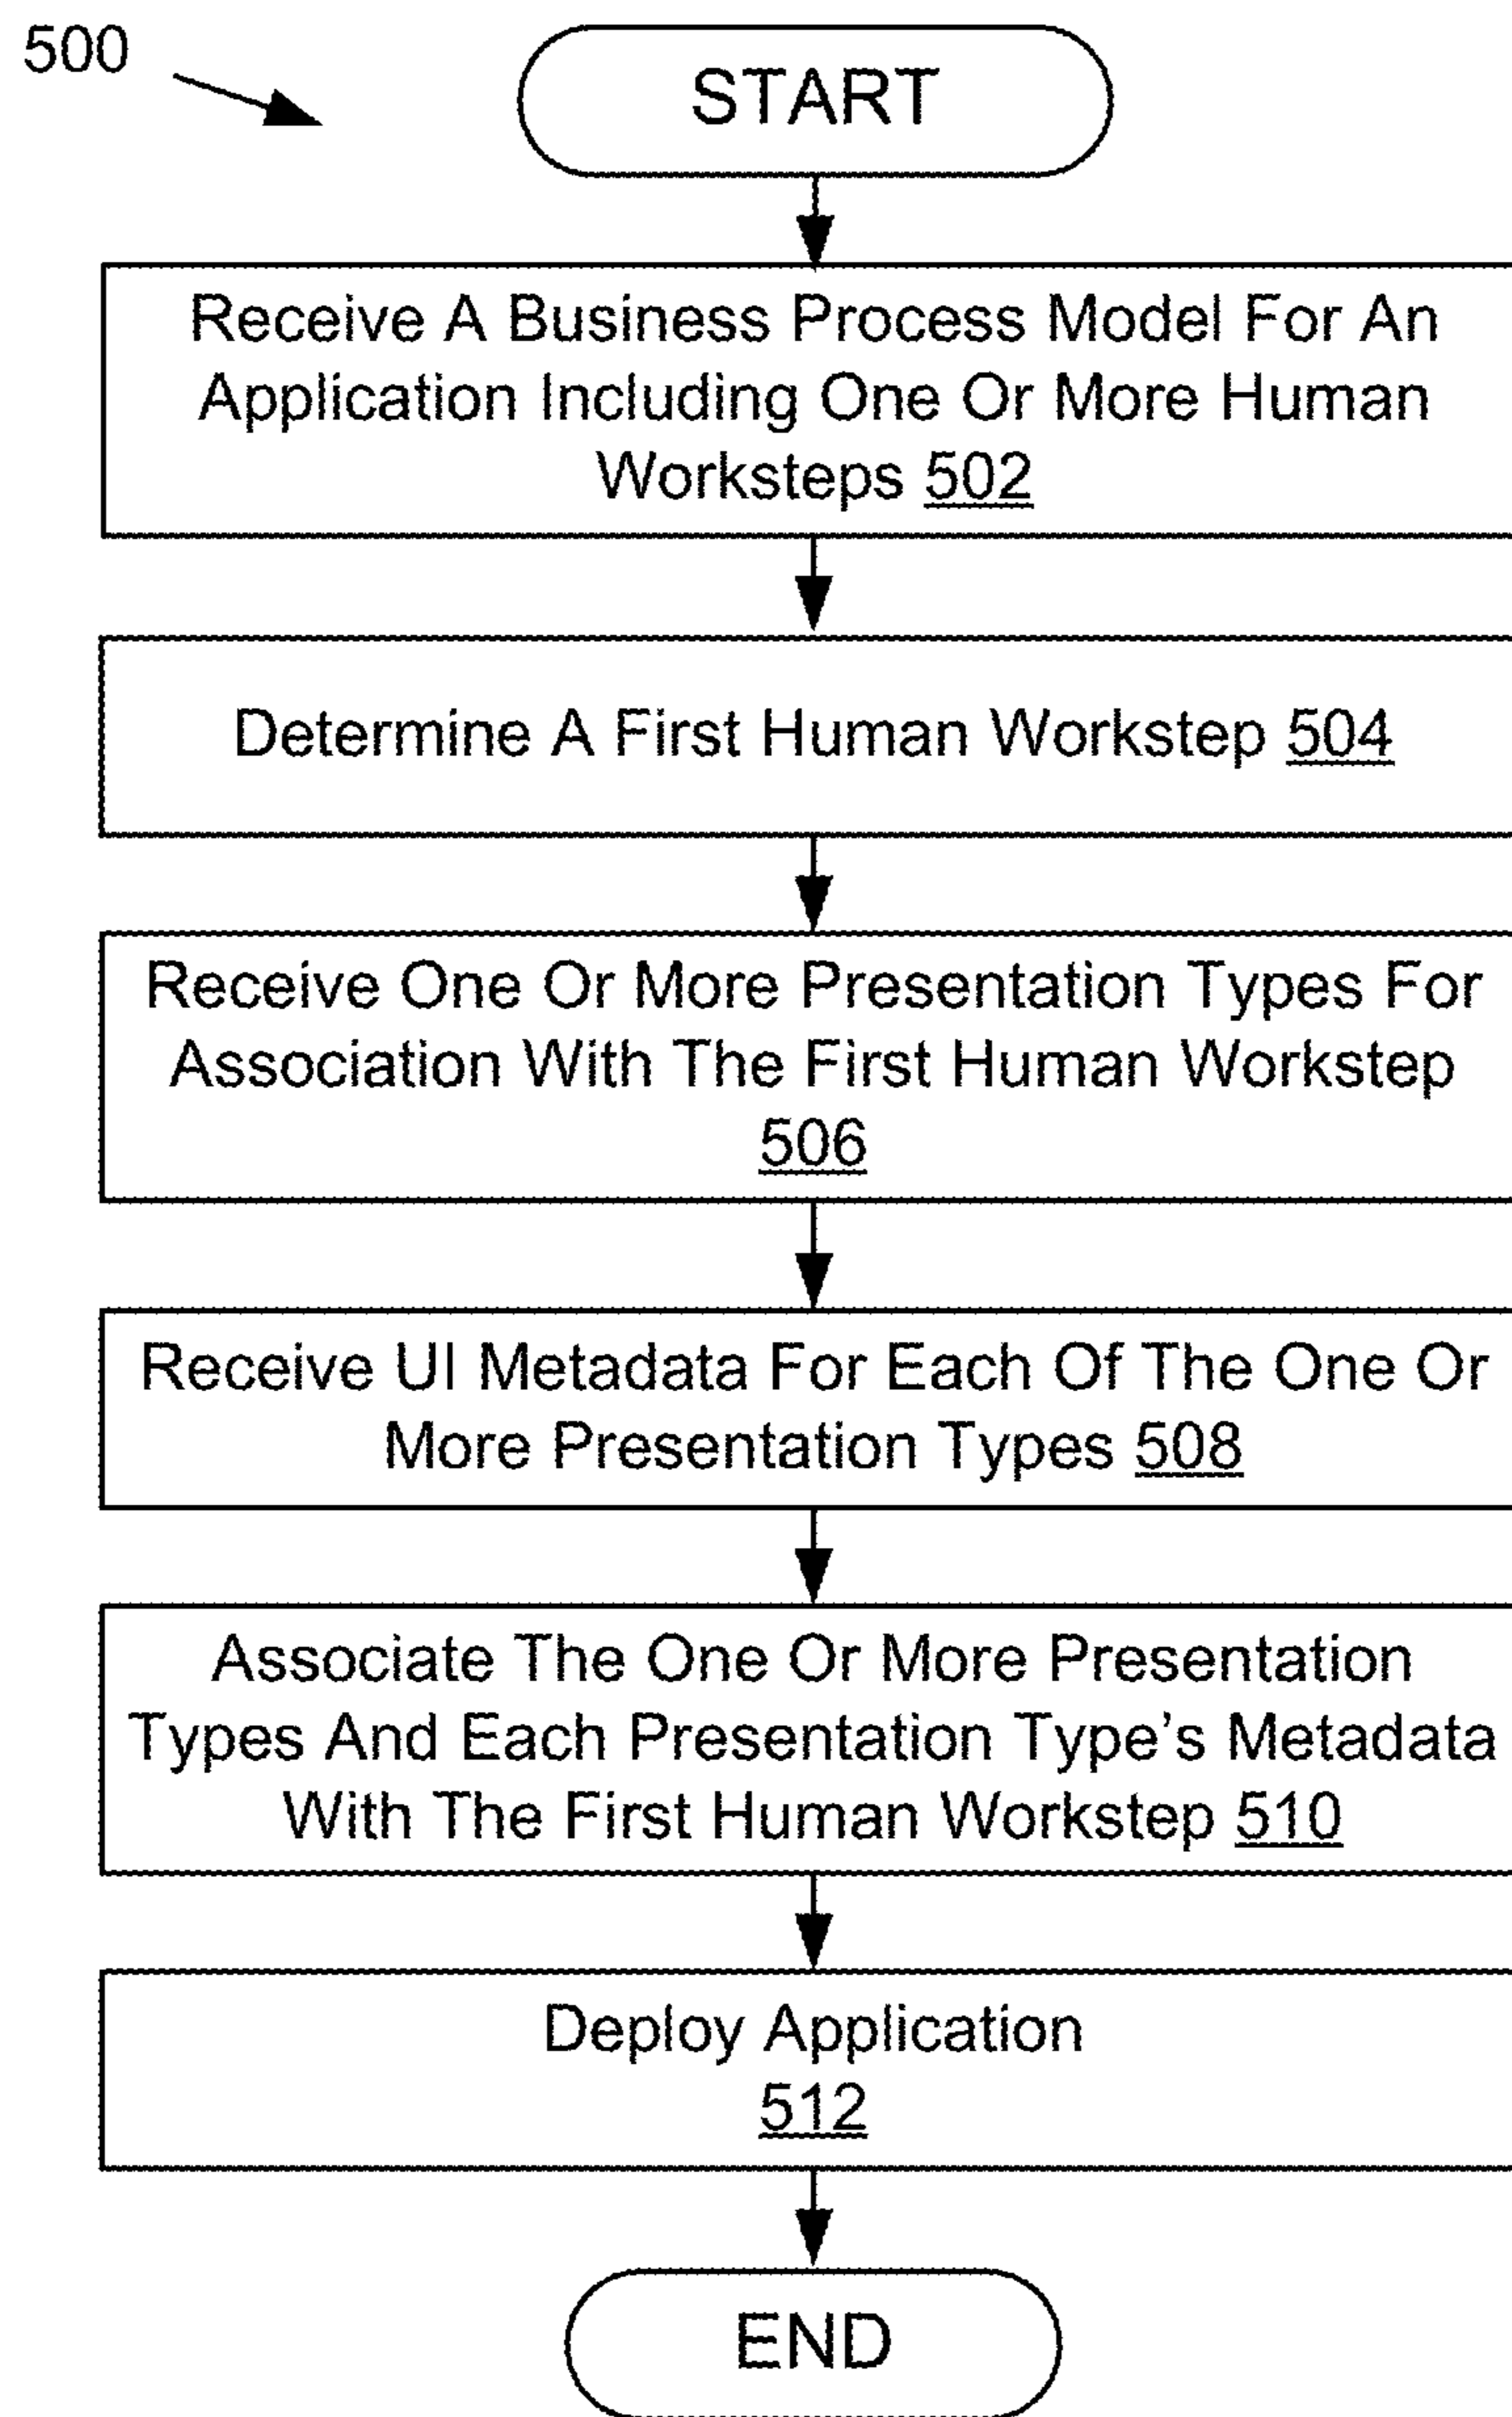 500
START
Receive A Business Process Model For An
Application Including One Or More Human
Worksteps 502
Determine A First Human Workstep 504
Receive One Or More Presentation Types For
Association With The First Human Workstep
506
Receive UI Metadata For Each Of The One Or
More Presentation Types 508
Associate The One Or More Presentation
Types And Each Presentation Type's Metadata
With The First Human Workstep 510
Deploy Application
512
END